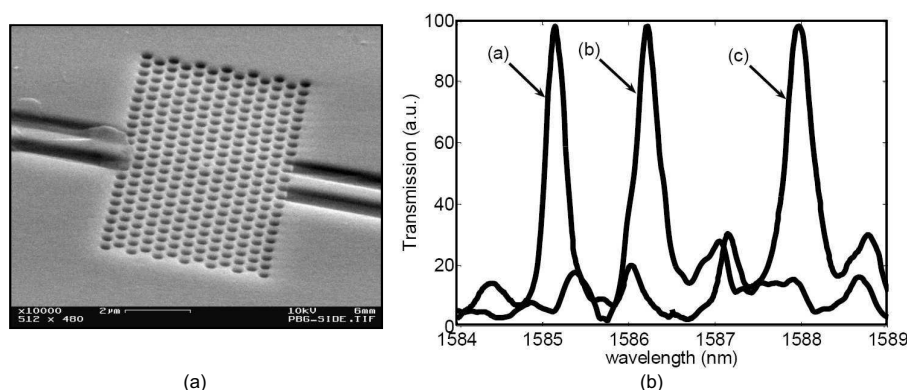 x10000 2µm 10kV 6mm
512 x 480 PBG-SIDE.TIF
(a)
Transmission (a.u.)
100
80
60
40
20
0
(a)
(b)
(c)
1584 1585 1586 1587 1588 1589
wavelength (nm)
(b)